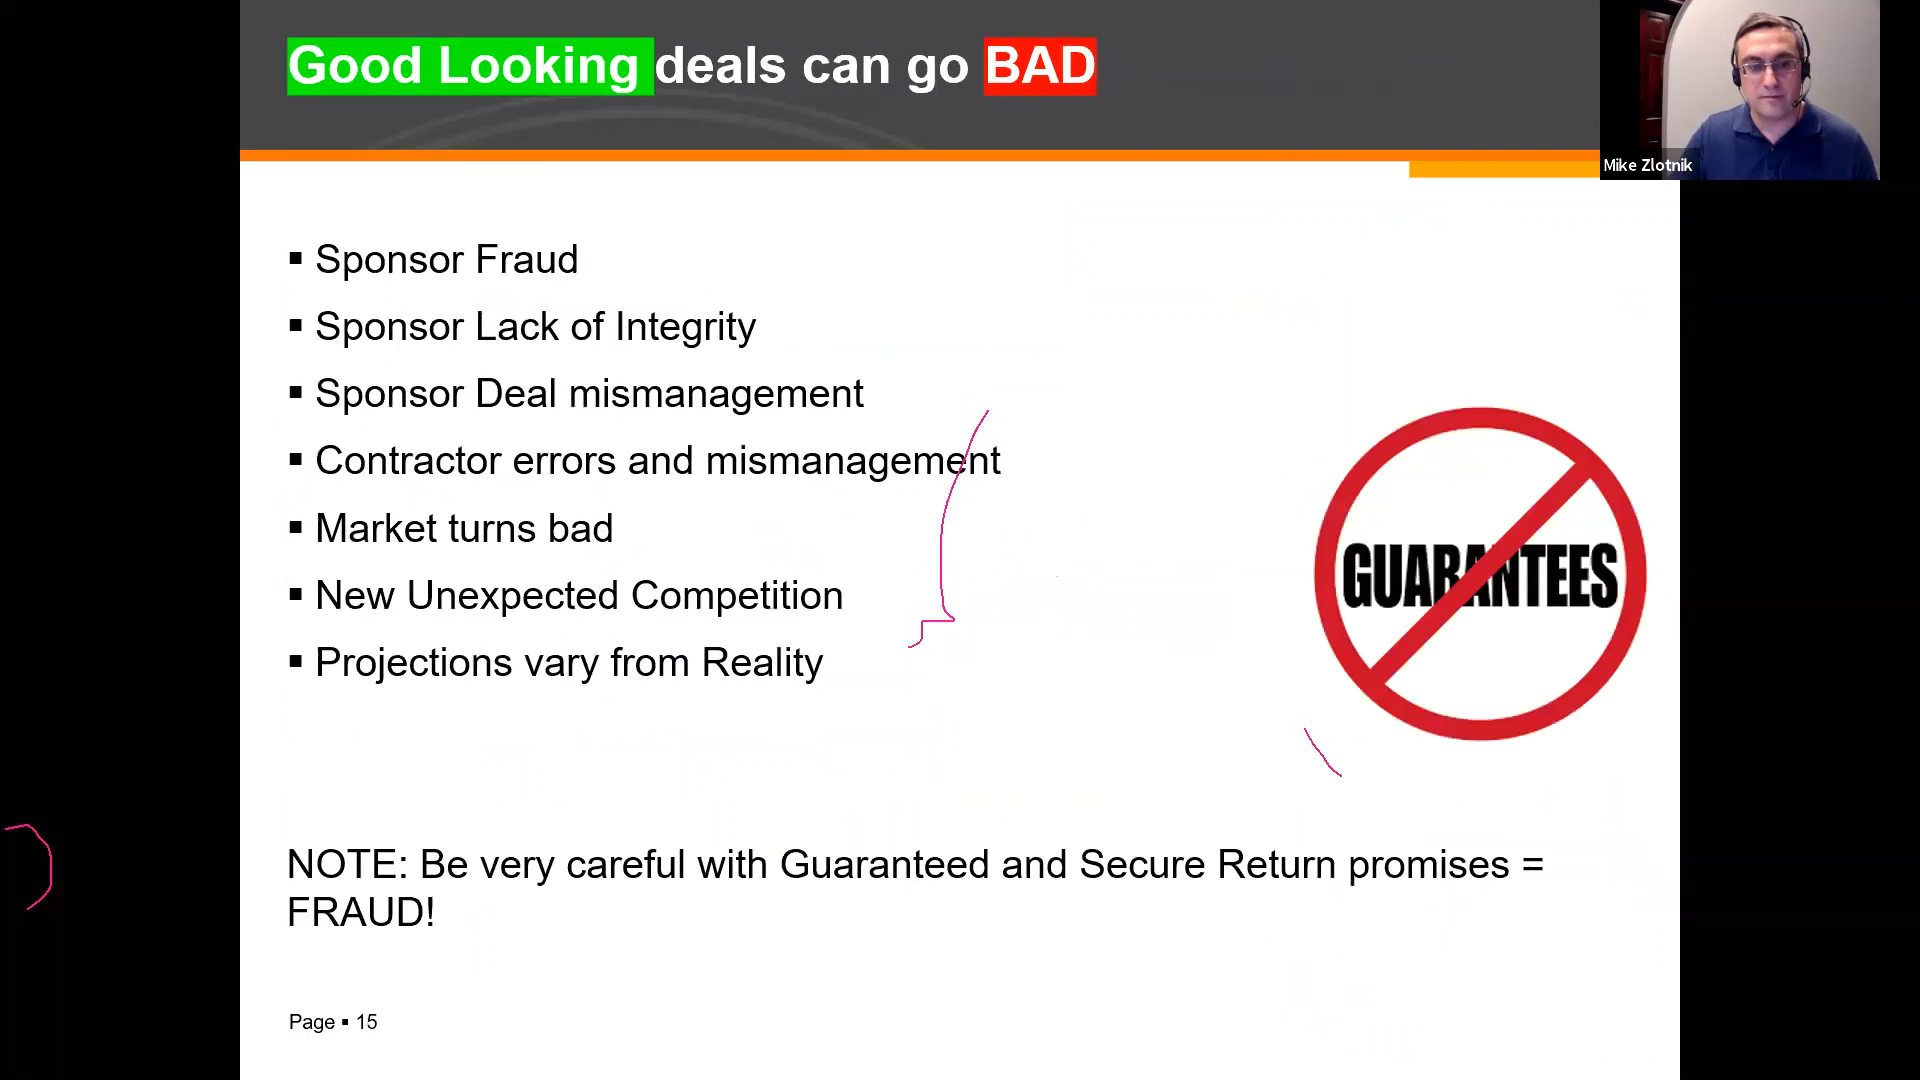 Good Looking deals can go BAD
Mike Zlotnik
▪ Sponsor Fraud
▪ Sponsor Lack of Integrity
▪ Sponsor Deal mismanagement
▪ Contractor errors and mismanagement
▪ Market turns bad
▪ New Unexpected Competition
▪ Projections vary from Reality
GUARANTEES
NOTE: Be very careful with Guaranteed and Secure Return promises =
FRAUD!
Page ▪ 15